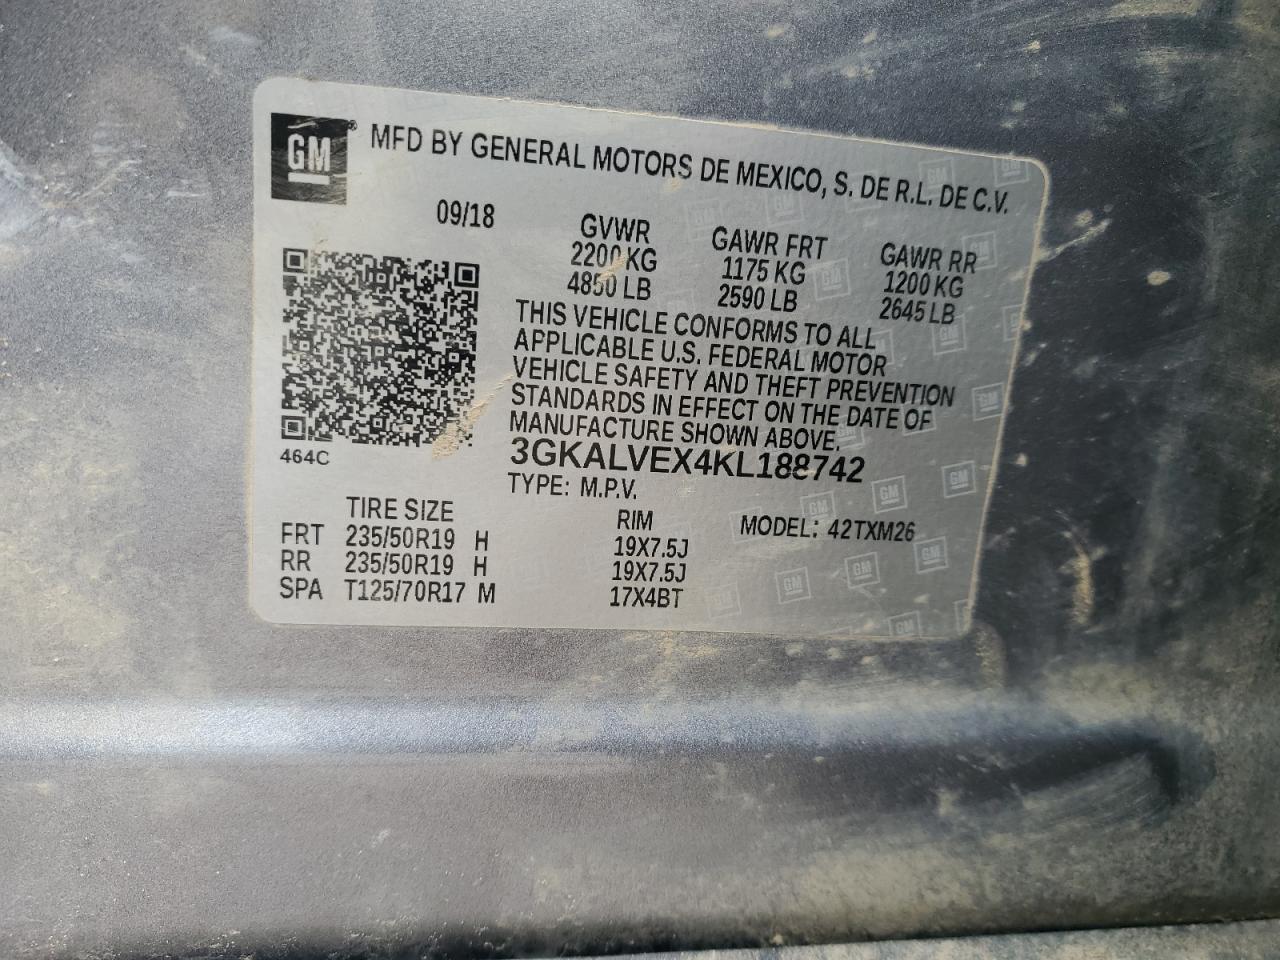 GM® MFD BY GENERAL MOTORS DE MEXICO, S. DE R.L. DE C.V.
09/18
GVWR
2200 KG
4850 LB
GAWR FRT
1175 KG
2590 LB
GAWR RR
1200 KG
2645 LB
THIS VEHICLE CONFORMS TO ALL
APPLICABLE U.S. FEDERAL MOTOR
VEHICLE SAFETY AND THEFT PREVENTION
STANDARDS IN EFFECT ON THE DATE OF
MANUFACTURE SHOWN ABOVE.
3GKALVEX4KL188742
464C
TYPE: M.P.V.
MODEL: 42TXM26
TIRE SIZE RIM
FRT 235/50R19 H 19X7.5J
RR 235/50R19 H 19X7.5J
SPA T125/70R17 M 17X4BT